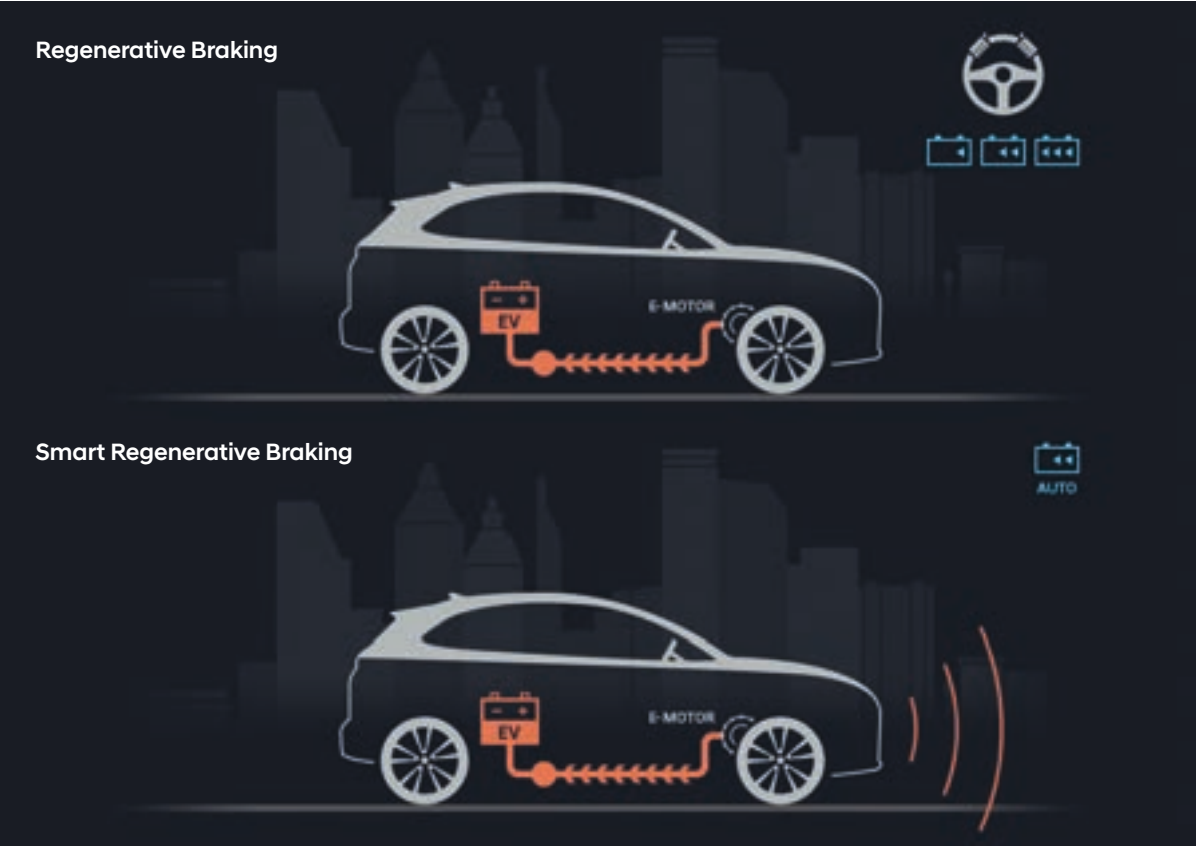 Regenerative Braking
E-MOTOR
- +
EV
Smart Regenerative Braking
AUTO
E-MOTOR
- +
EV